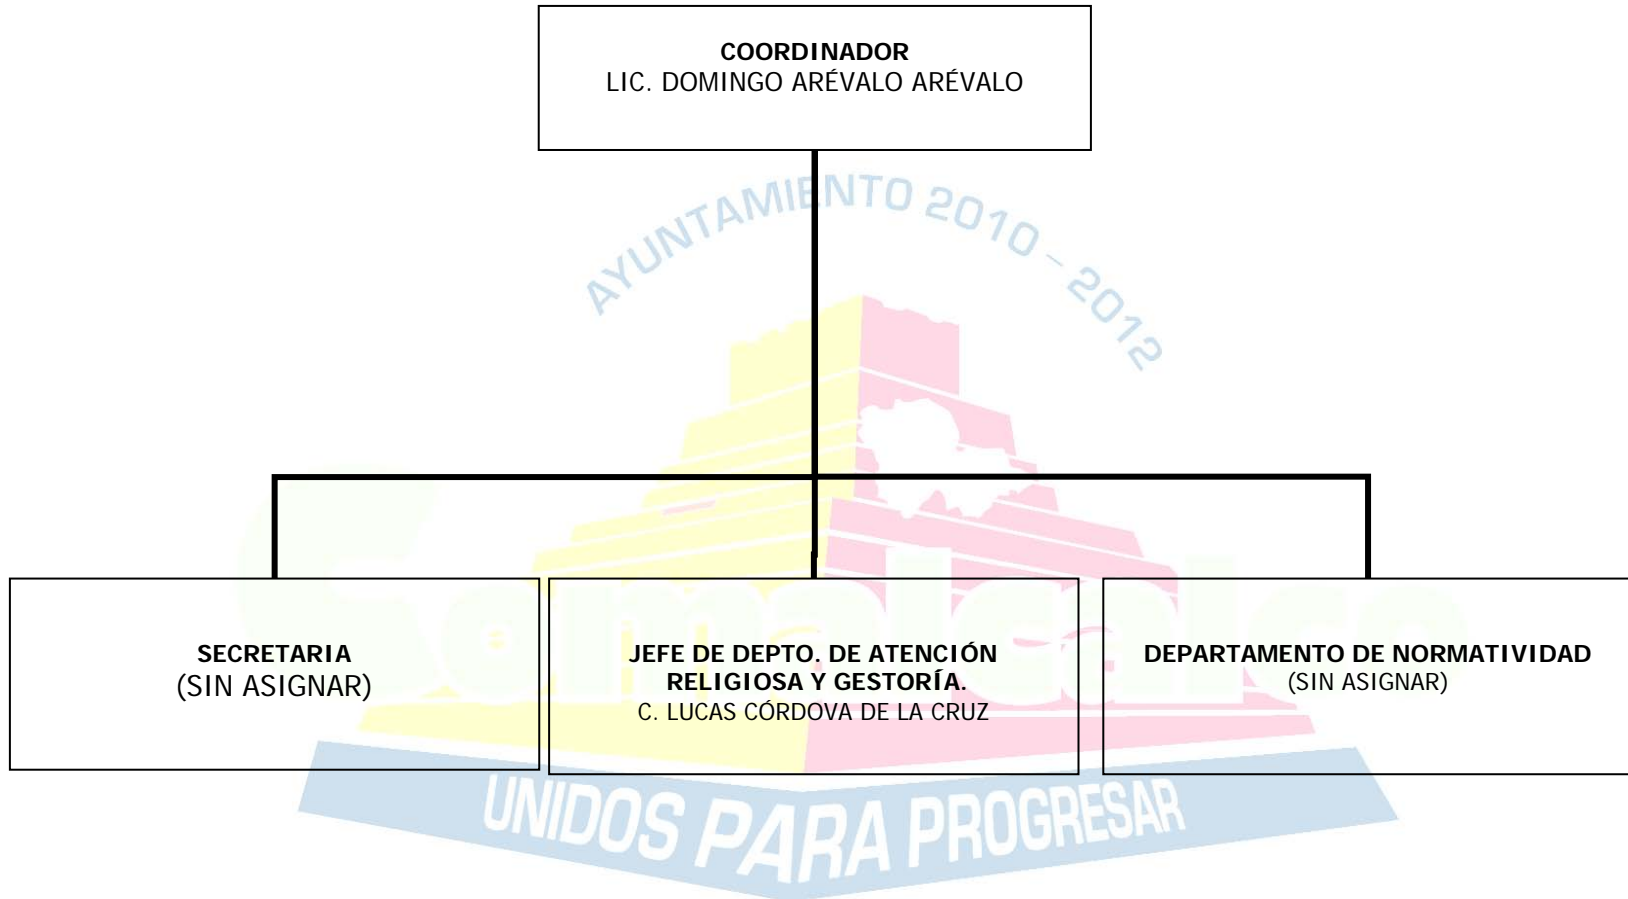 COORDINADOR
LIC. DOMINGO ARÉVALO ARÉVALO
AYUNTAMIENTO 2010 - 2012
SECRETARIA
(SIN ASIGNAR)
JEFE DE DEPTO. DE ATENCIÓN
RELIGIOSA Y GESTORÍA.
C. LUCAS CÓRDOVA DE LA CRUZ
DEPARTAMENTO DE NORMATIVIDAD
(SIN ASIGNAR)
Comalcalco
UNIDOS PARA PROGRESAR